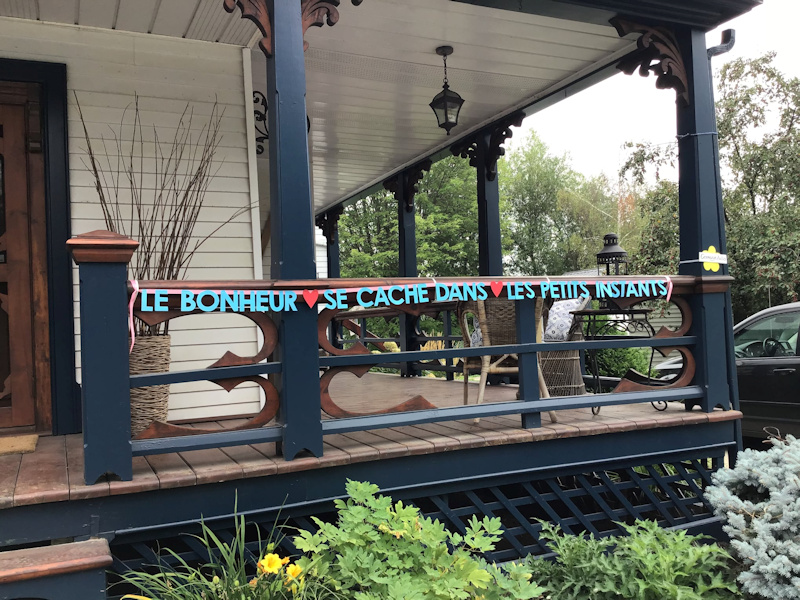 LE BONHEUR ♥ SE CACHE DANS ♥ LES PETITS INSTANTS